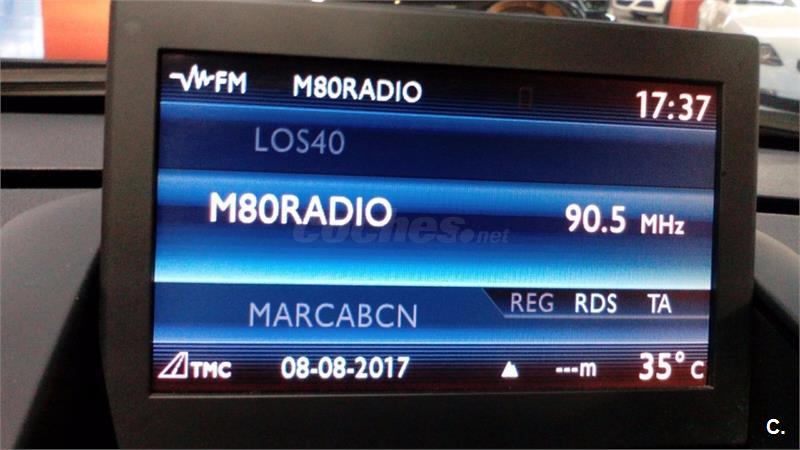 FM M80RADIO 17:37
LOS40
M80RADIO 90.5 MHz
coches.net
MARCABCN REG RDS TA
TMC 08-08-2017 ---m 35° C
C.